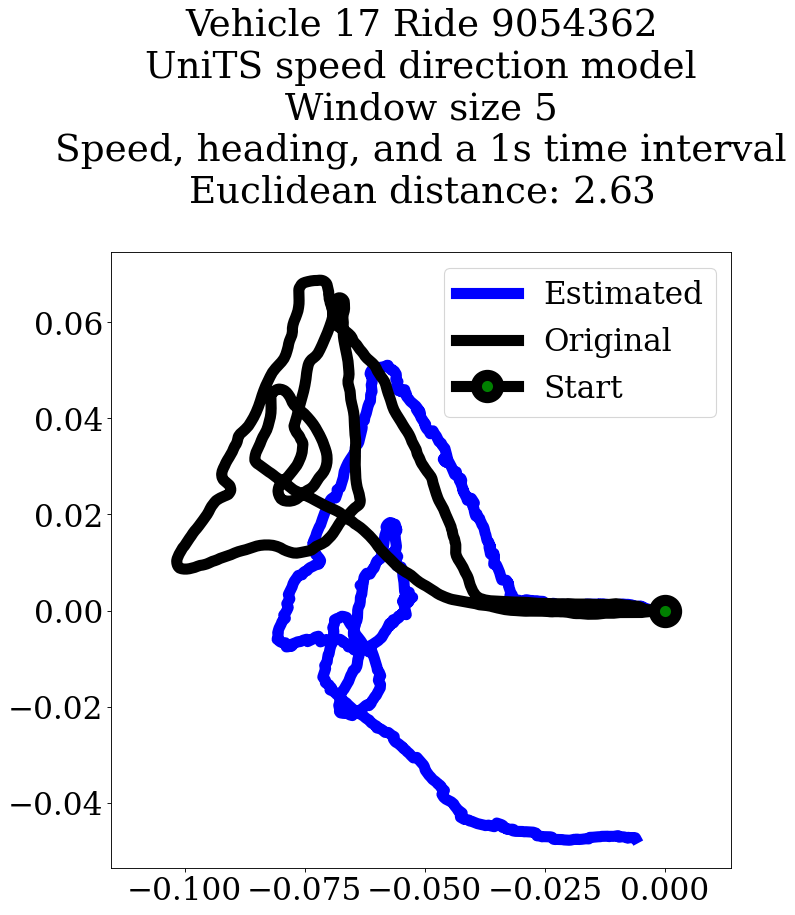 Vehicle 17 Ride 9054362
UniTS speed direction model
Window size 5
Speed, heading, and a 1s time interval
Euclidean distance: 2.63
Estimated
Original
Start
0.06
0.04
0.02
0.00
−0.02
−0.04
−0.100 −0.075 −0.050 −0.025 0.000